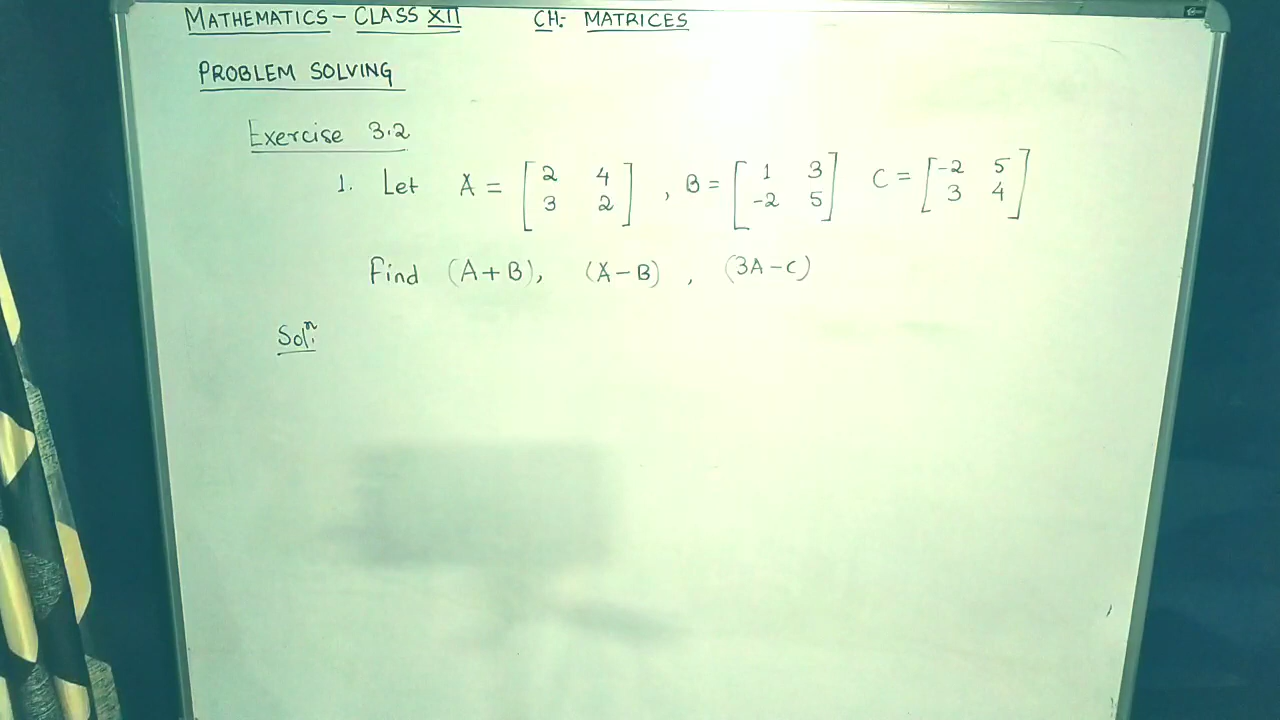 MATHEMATICS - CLASS XII CH: MATRICES
PROBLEM SOLVING
Exercise 3.2
1. Let A = [2 4 3 2] , B = [1 3 -2 5] C = [-2 5 3 4]
Find (A+B), (A-B) , (3A-C)
Solⁿ.